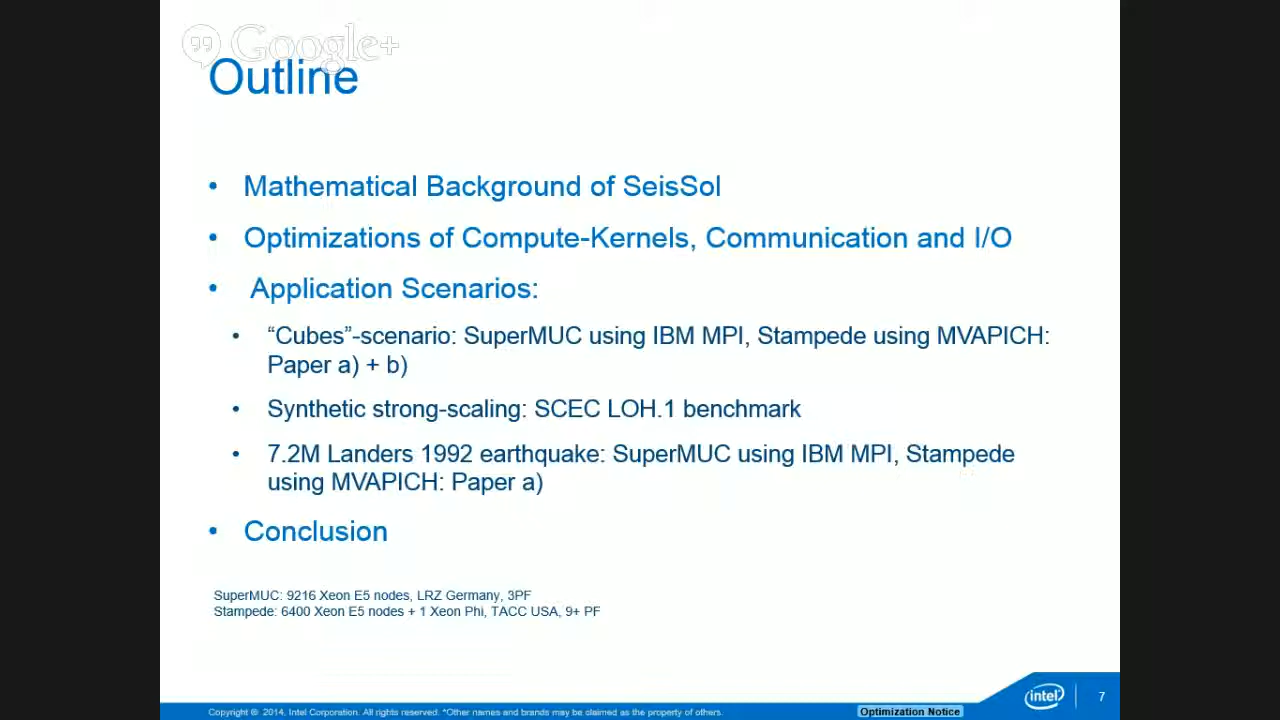 Google+
Outline
• Mathematical Background of SeisSol
• Optimizations of Compute-Kernels, Communication and I/O
• Application Scenarios:
• “Cubes”-scenario: SuperMUC using IBM MPI, Stampede using MVAPICH:
Paper a) + b)
• Synthetic strong-scaling: SCEC LOH.1 benchmark
• 7.2M Landers 1992 earthquake: SuperMUC using IBM MPI, Stampede
using MVAPICH: Paper a)
• Conclusion
SuperMUC: 9216 Xeon E5 nodes, LRZ Germany, 3PF
Stampede: 6400 Xeon E5 nodes + 1 Xeon Phi, TACC USA, 9+ PF
Copyright © 2014, Intel Corporation. All rights reserved. *Other names and brands may be claimed as the property of others.
Optimization Notice
intel
7